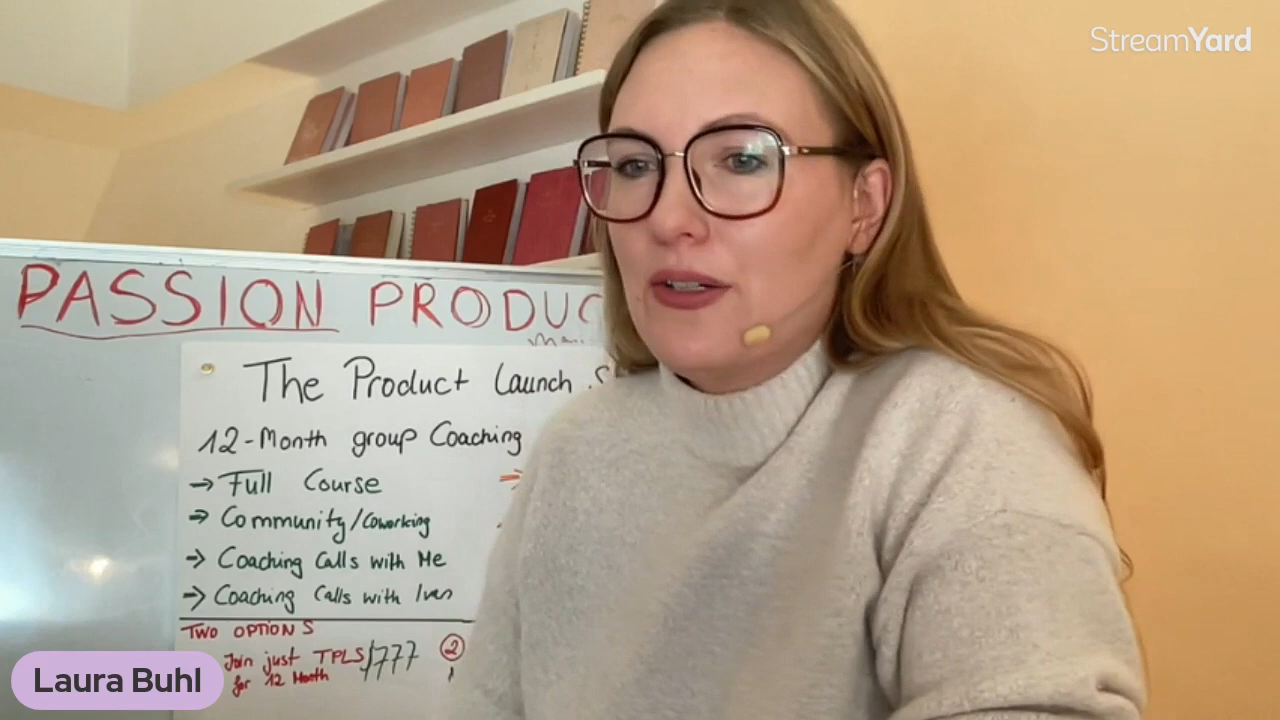 StreamYard
PASSION PRODUC
The Product Launch S
12-Month group Coaching
→ Full Course
→ Community/Coworking
→ Coaching Calls with Me
→ Coaching Calls with Iven
TWO OPTIONS
Join just TPLS
for 12 Month
$777
2
Laura Buhl